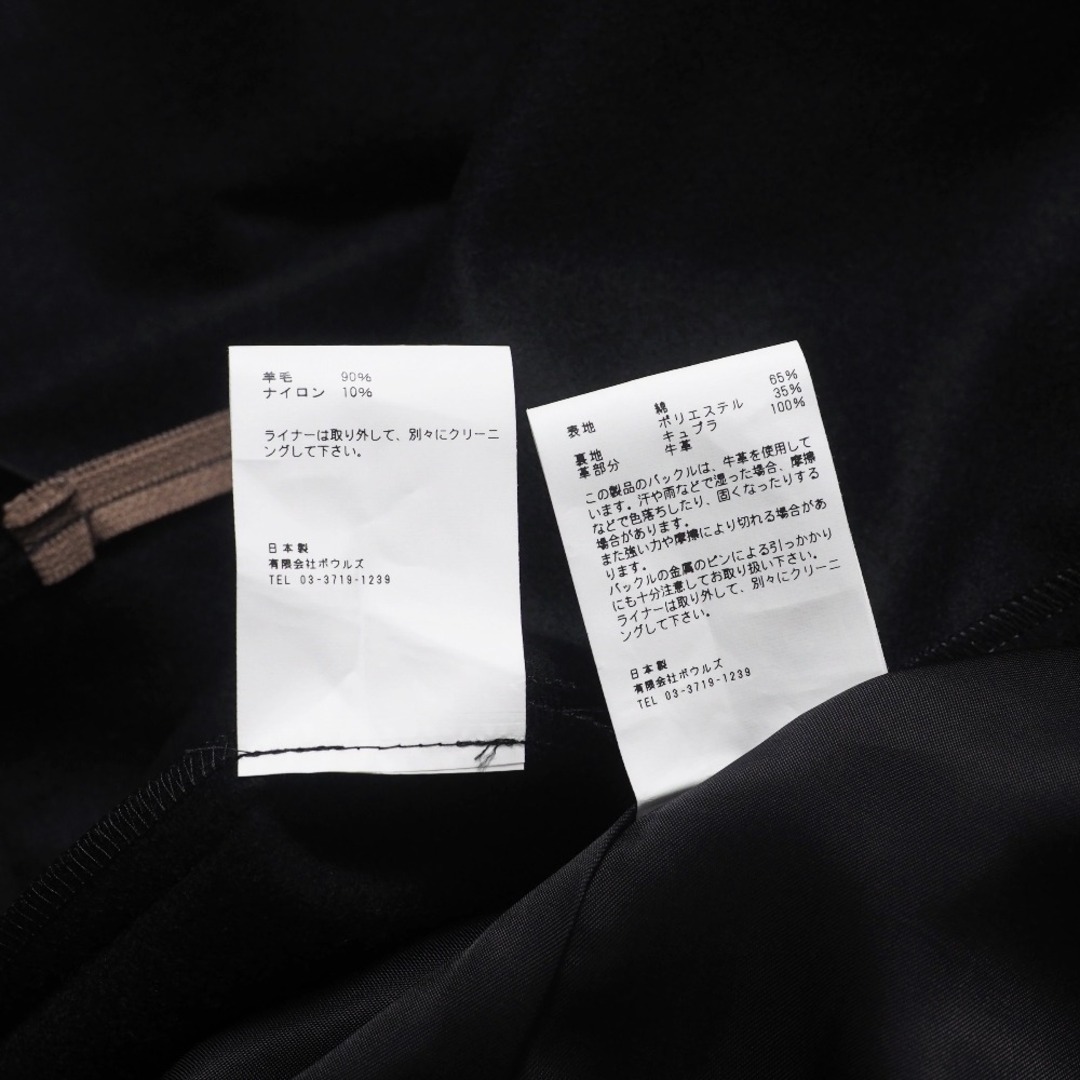 羊毛 90%
ナイロン 10%
ライナーは取り外して、別々にクリーニ
ングして下さい。
日本製
有限会社ボウルズ
TEL 03-3719-1239
表地 綿 65%
ポリエステル 35%
裏地 キュプラ 100%
革部分 牛革
この製品のバックルは、牛革を使用して
います。汗や雨などで湿った場合、摩擦
などで色落ちしたり、固くなったりする
場合があります。
また強い力や摩擦により切れる場合があ
ります。
バックルの金属のピンによる引っかかり
にも十分注意してお取り扱い下さい。
ライナーは取り外して、別々にクリーニ
ングして下さい。
日本製
有限会社ボウルズ
TEL 03-3719-1239